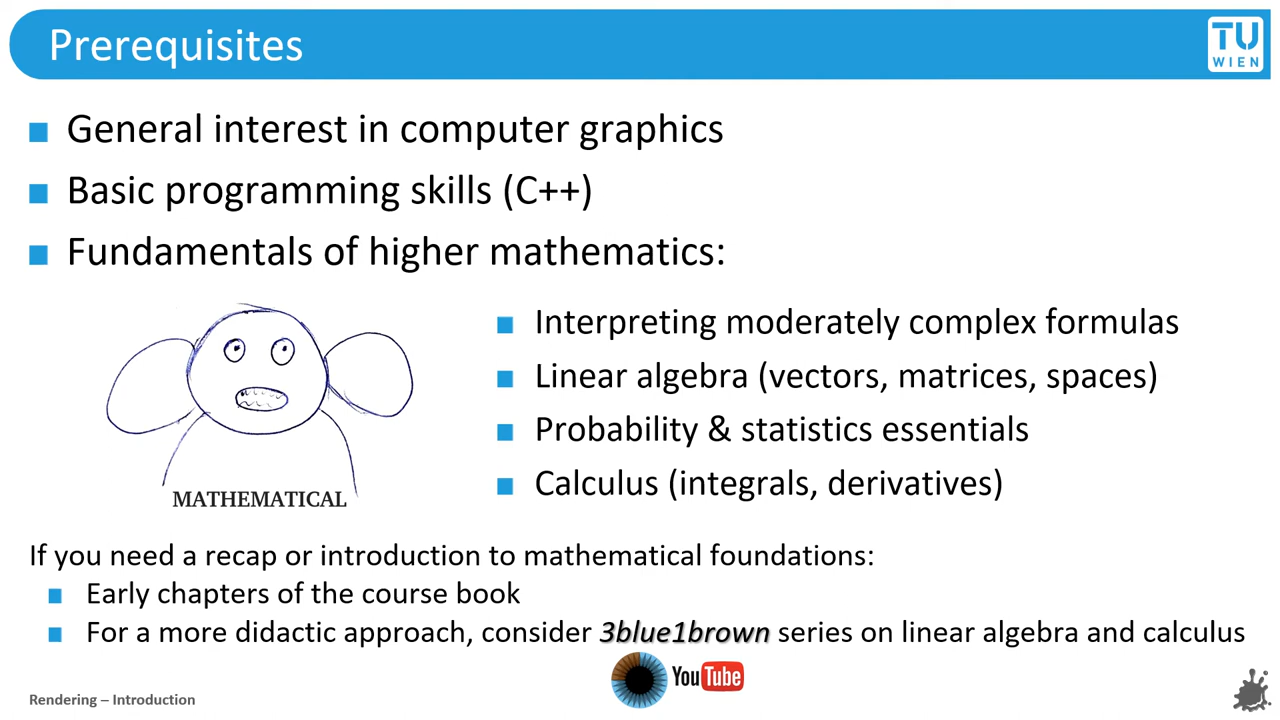 Prerequisites
TU
WIEN
General interest in computer graphics
Basic programming skills (C++)
Fundamentals of higher mathematics:
Interpreting moderately complex formulas
Linear algebra (vectors, matrices, spaces)
Probability & statistics essentials
Calculus (integrals, derivatives)
MATHEMATICAL
If you need a recap or introduction to mathematical foundations:
Early chapters of the course book
For a more didactic approach, consider 3blue1brown series on linear algebra and calculus
YouTube
Rendering – Introduction